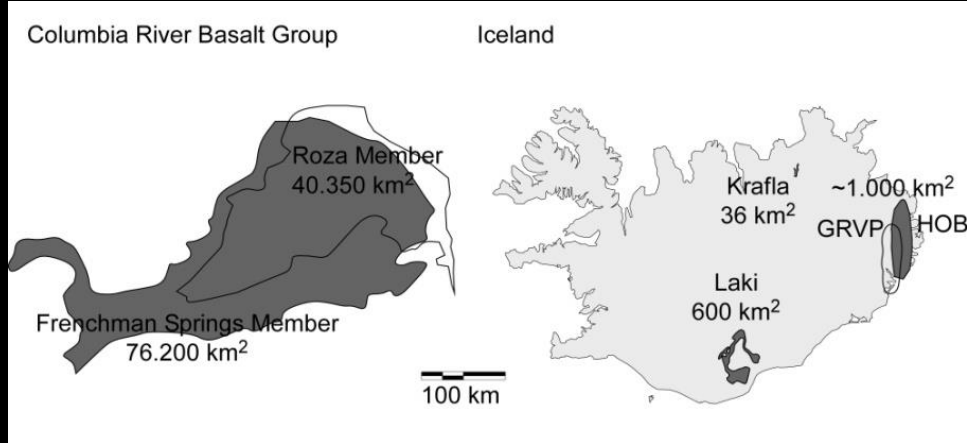 Columbia River Basalt Group
Iceland
Roza Member
40.350 km²
Krafla
36 km²
~1.000 km²
GRVP
HOB
Laki
600 km²
Frenchman Springs Member
76.200 km²
100 km